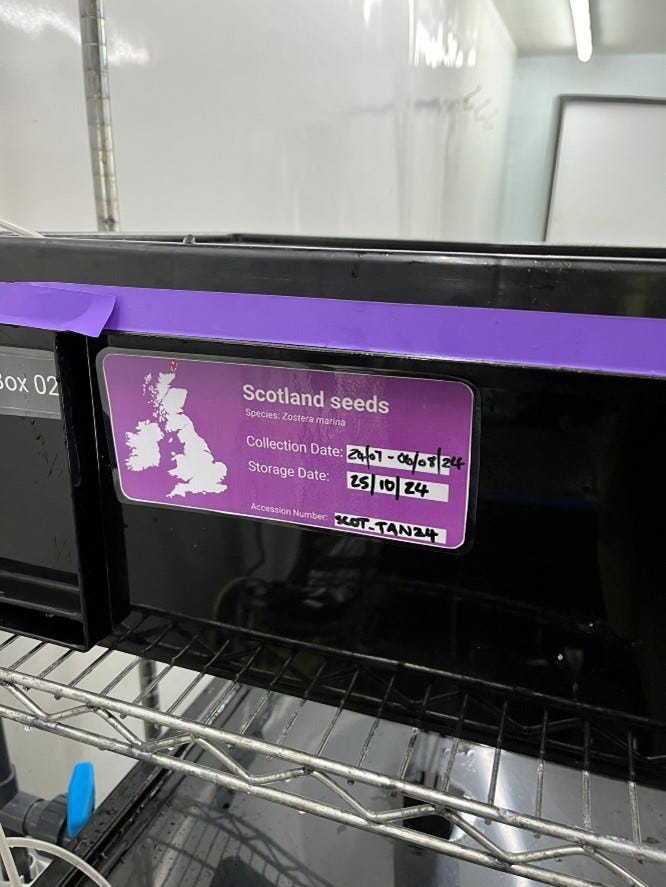 Box 02
Scotland seeds
Species: Zostera marina
Collection Date: 29/07 - 06/08/24
Storage Date: 25/10/24
Accession Number: SCOT_TAN24